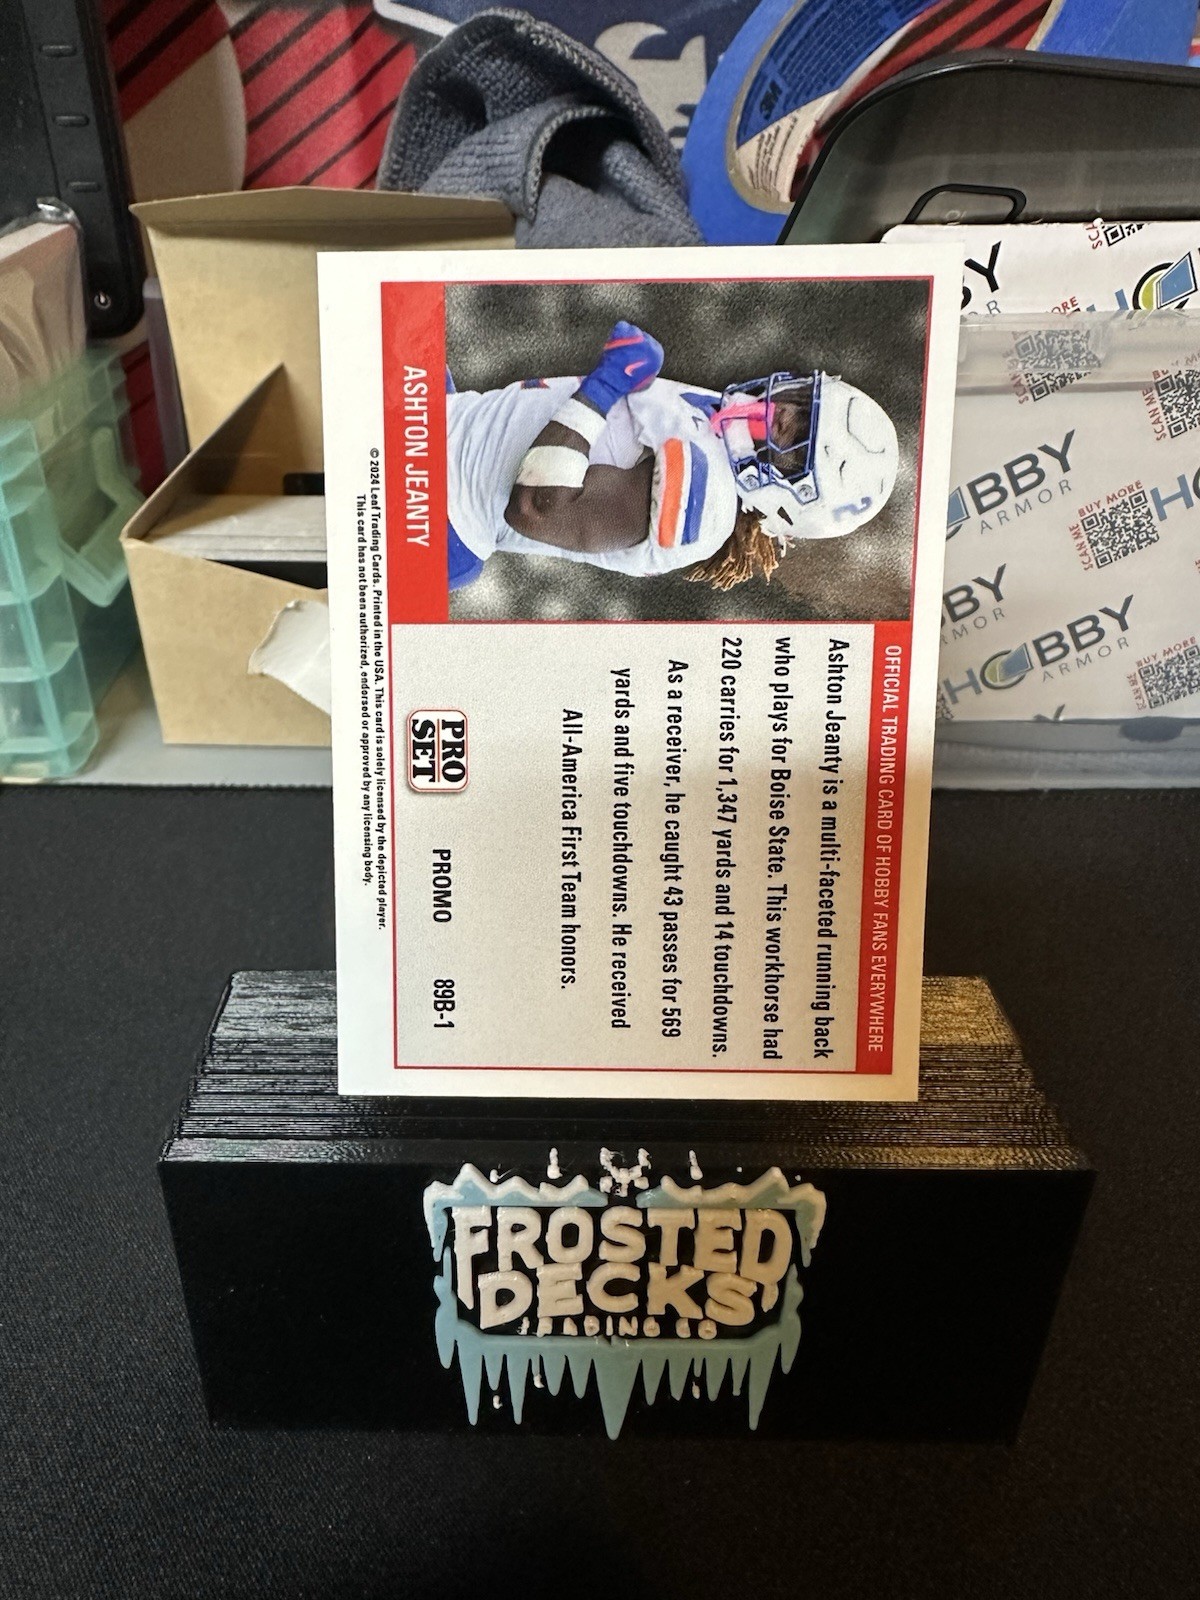 OFFICIAL TRADING CARD OF HOBBY FANS EVERYWHERE
Ashton Jeanty is a multi-faceted running back
who plays for Boise State. This workhorse had
220 carries for 1,347 yards and 14 touchdowns.
As a receiver, he caught 43 passes for 569
yards and five touchdowns. He received
All-America First Team honors.
ASHTON JEANTY
PRO
SET
PROMO
89B-1
© 2024 Leaf Trading Cards. Printed in the USA. This card is solely licensed by the depicted player.
This card has not been authorized, endorsed or approved by any licensing body.
FROSTED
DECKS
TRADING CO
HOBBY
ARMOR
BUY MORE
SCAN ME
3M